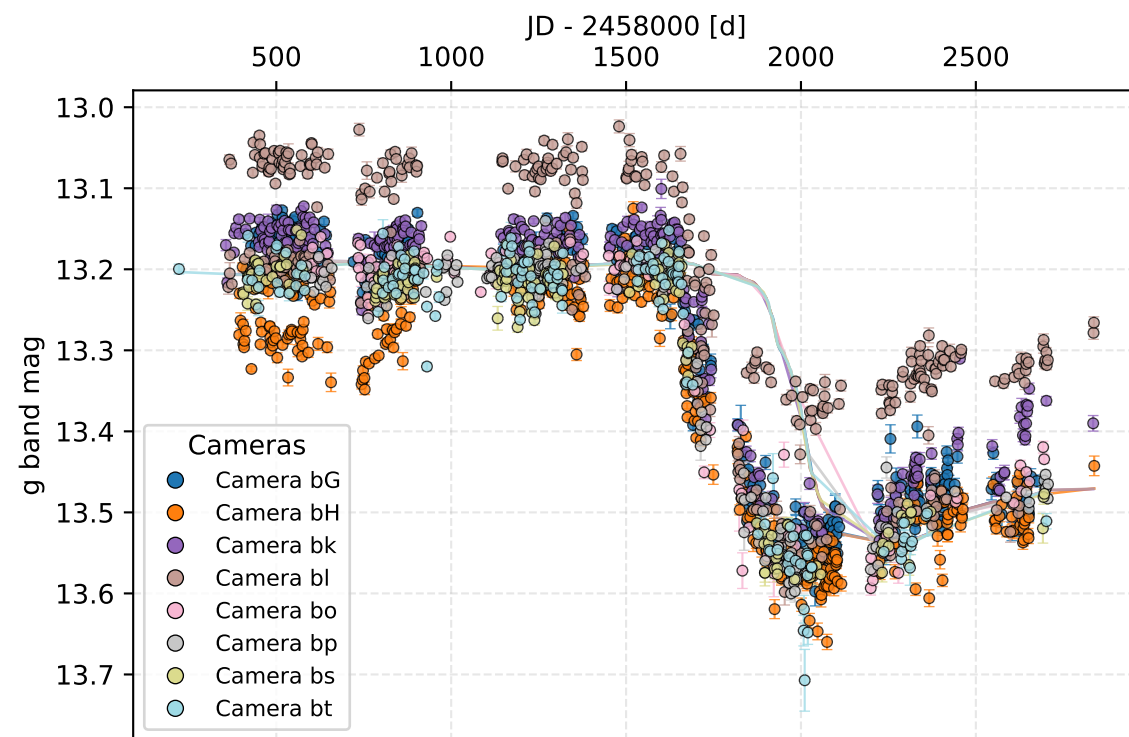 JD - 2458000 [d]
500 1000 1500 2000 2500
13.0
13.1
13.2
13.3
13.4
13.5
13.6
13.7
g band mag
Cameras
Camera bG
Camera bH
Camera bk
Camera bl
Camera bo
Camera bp
Camera bs
Camera bt